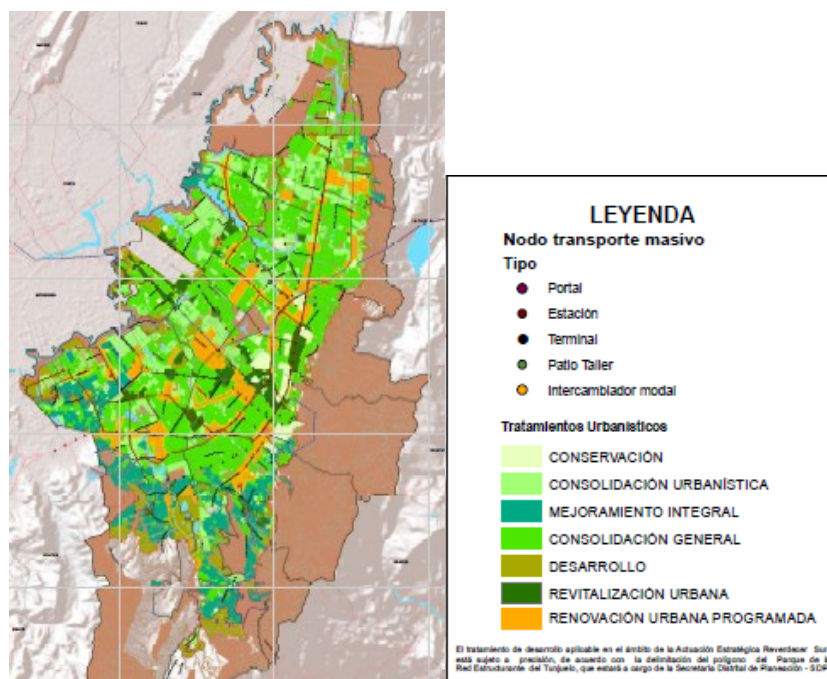 LEYENDA
Nodo transporte masivo
Tipo
Portal
Estación
Terminal
Patio Taller
Intercambiador modal
Tratamientos Urbanísticos
CONSERVACIÓN
CONSOLIDACIÓN URBANÍSTICA
MEJORAMIENTO INTEGRAL
CONSOLIDACIÓN GENERAL
DESARROLLO
REVITALIZACIÓN URBANA
RENOVACIÓN URBANA PROGRAMADA
El tratamiento de desarrollo aplicable en el ámbito de la Actuación Estratégica Reverdecer Sur
está sujeto a precisión, de acuerdo con la delimitación del polígono del Parque de la
Red Estructurante del Tunjuelo, que estará a cargo de la Secretaría Distrital de Planeación - SDP